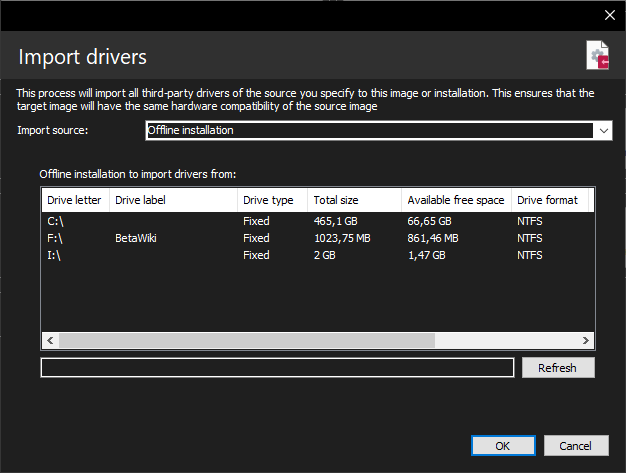 Import drivers
This process will import all third-party drivers of the source you specify to this image or installation. This ensures that the
target image will have the same hardware compatibility of the source image
Import source: Offline installation
Offline installation to import drivers from:
Drive letter Drive label Drive type Total size Available free space Drive format
C:\ Fixed 465,1 GB 66,65 GB NTFS
F:\ BetaWiki Fixed 1023,75 MB 861,46 MB NTFS
I:\ Fixed 2 GB 1,47 GB NTFS
Refresh
OK Cancel